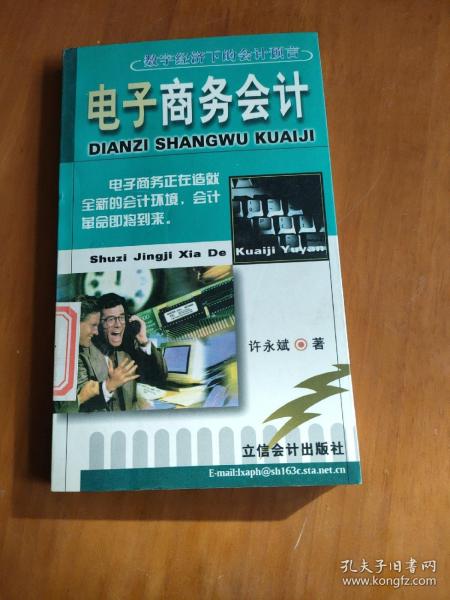 数字经济下的会计预言
电子商务会计
DIANZI SHANGWU KUAIJI
电子商务正在造就
全新的会计环境，会计
革命即将到来。
Shuzi Jingji Xia De
Kuaiji Yuyan
许永斌 著
立信会计出版社
E-mail:lxaph@sh163c.sta.net.cn
孔夫子旧书网
www.kongfz.com